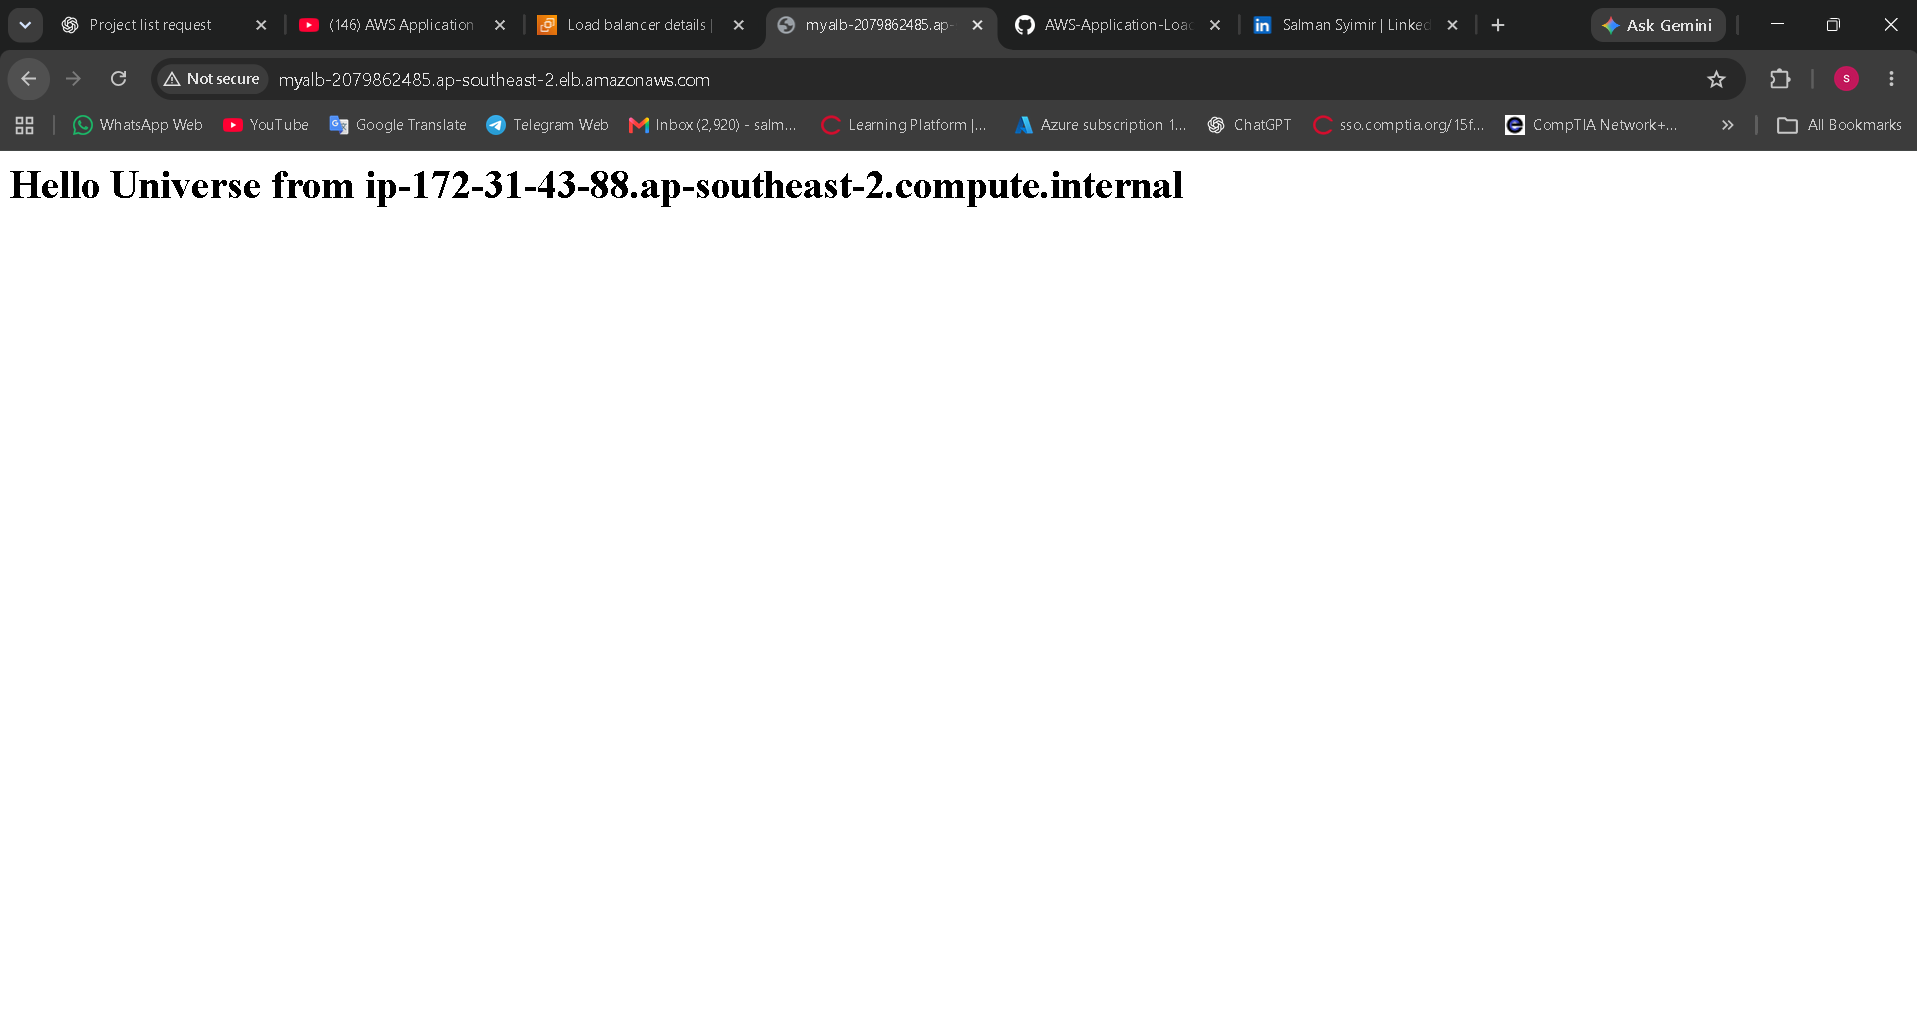 Project list request
(146) AWS Application
Load balancer details |
myalb-2079862485.ap-
AWS-Application-Loa
Salman Syimir | Linked
Ask Gemini
Not secure
myalb-2079862485.ap-southeast-2.elb.amazonaws.com
S
WhatsApp Web
YouTube
Google Translate
Telegram Web
Inbox (2,920) - salm...
Learning Platform |...
Azure subscription 1...
ChatGPT
sso.comptia.org/15f...
CompTIA Network+...
All Bookmarks
Hello Universe from ip-172-31-43-88.ap-southeast-2.compute.internal